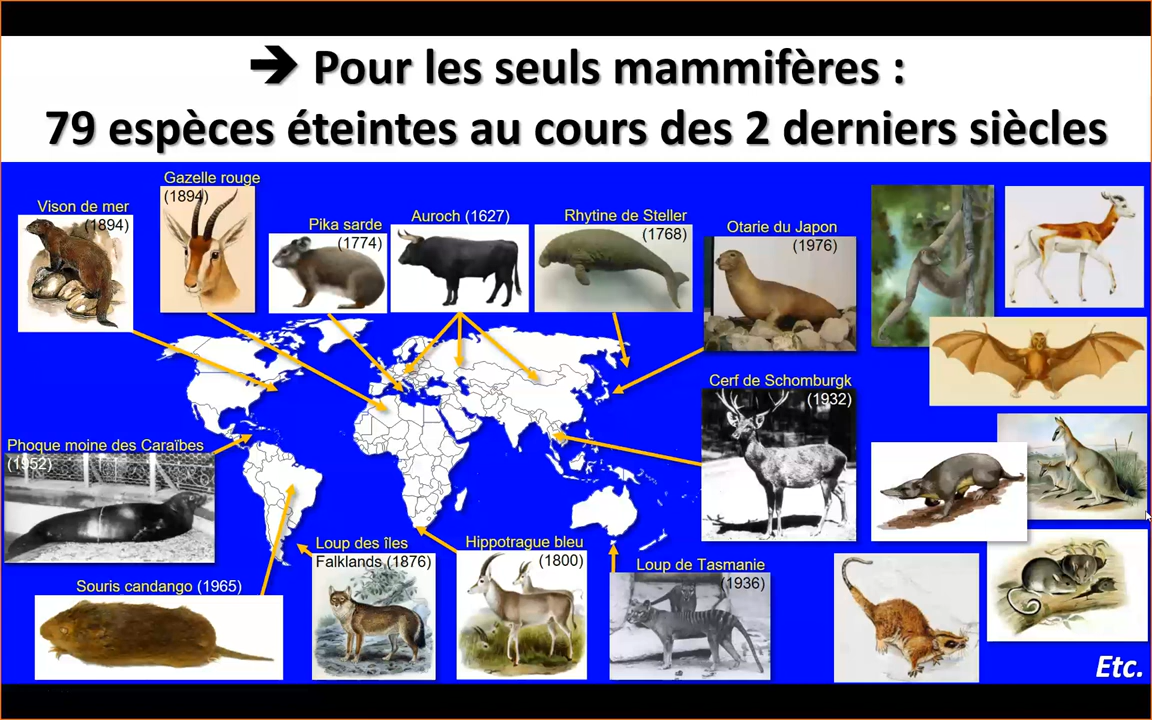 ➔ Pour les seuls mammifères :
79 espèces éteintes au cours des 2 derniers siècles
Gazelle rouge
(1894)
Vison de mer
(1894)
Pika sarde
(1774)
Auroch (1627)
Rhytine de Steller
(1768)
Otarie du Japon
(1976)
Cerf de Schomburgk
(1932)
Phoque moine des Caraïbes
(1952)
Souris candango (1965)
Loup des îles
Falklands (1876)
Hippotrague bleu
(1800)
Loup de Tasmanie
(1936)
Etc.